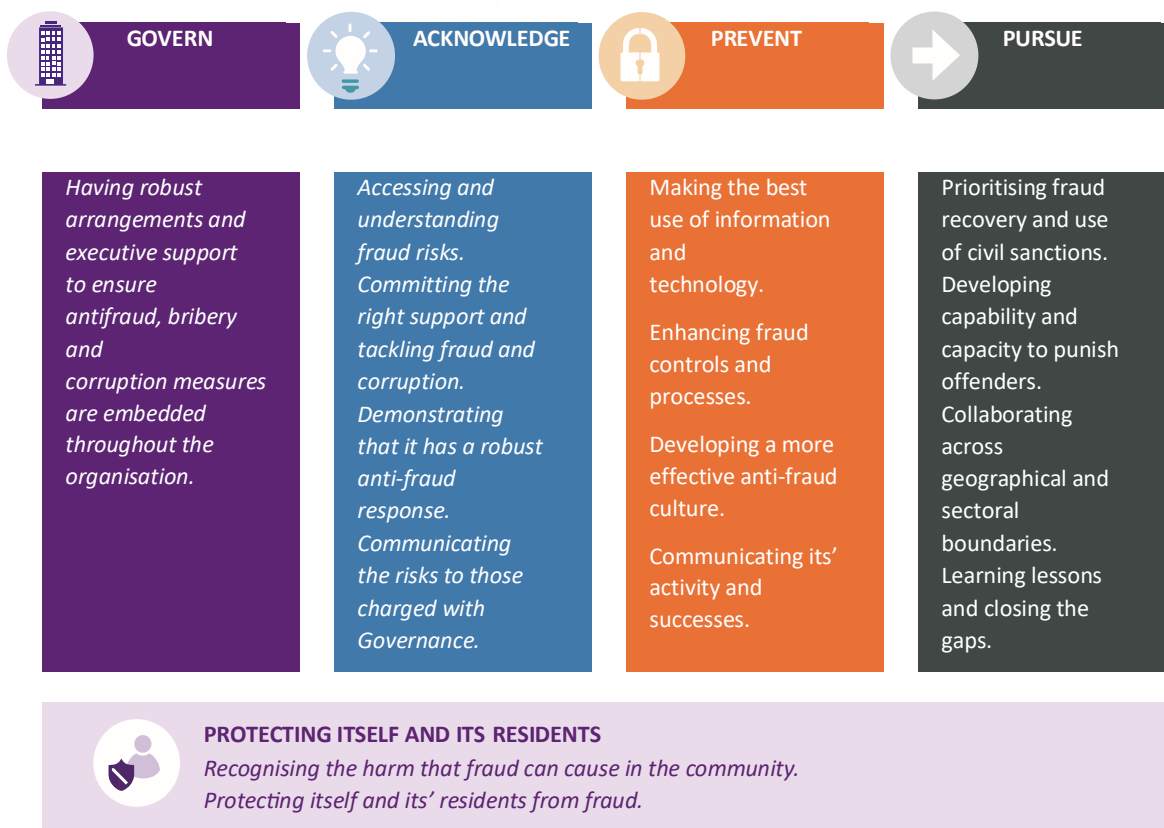 GOVERN
ACKNOWLEDGE
PREVENT
PURSUE
Having robust
arrangements and
executive support
to ensure
antifraud, bribery
and
corruption measures
are embedded
throughout the
organisation.
Accessing and
understanding
fraud risks.
Committing the
right support and
tackling fraud and
corruption.
Demonstrating
that it has a robust
anti-fraud
response.
Communicating
the risks to those
charged with
Governance.
Making the best
use of information
and
technology.
Enhancing fraud
controls and
processes.
Developing a more
effective anti-fraud
culture.
Communicating its’
activity and
successes.
Prioritising fraud
recovery and use
of civil sanctions.
Developing
capability and
capacity to punish
offenders.
Collaborating
across
geographical and
sectoral
boundaries.
Learning lessons
and closing the
gaps.
PROTECTING ITSELF AND ITS RESIDENTS
Recognising the harm that fraud can cause in the community.
Protecting itself and its’ residents from fraud.